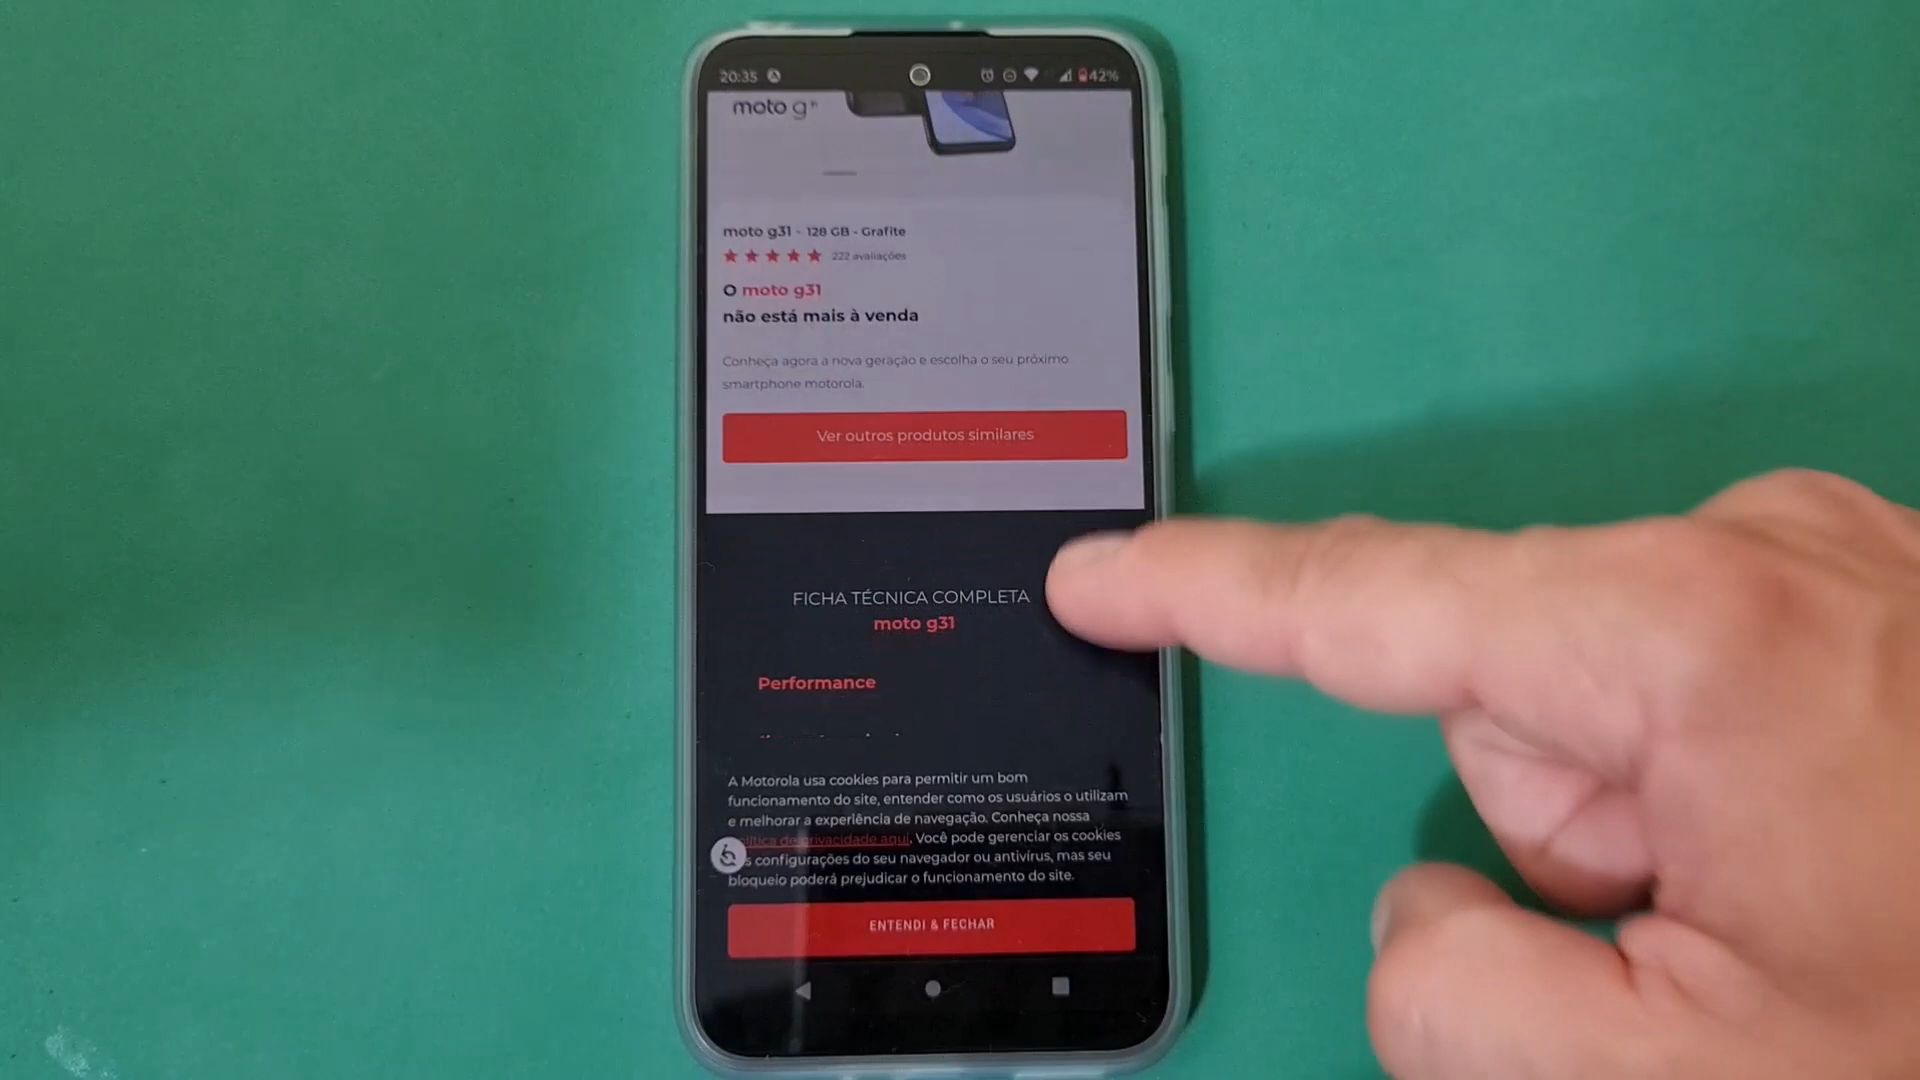 20:35
42%
moto g³¹
moto g31 - 128 GB - Grafite
222 avaliações
O moto g31
não está mais à venda
Conheça agora a nova geração e escolha o seu próximo
smartphone motorola.
Ver outros produtos similares
FICHA TÉCNICA COMPLETA
moto g31
Performance
A Motorola usa cookies para permitir um bom
funcionamento do site, entender como os usuários o utilizam
e melhorar a experiência de navegação. Conheça nossa
de privacidade aqui. Você pode gerenciar os cookies
configurações do seu navegador ou antivírus, mas seu
bloqueio poderá prejudicar o funcionamento do site.
ENTENDI & FECHAR